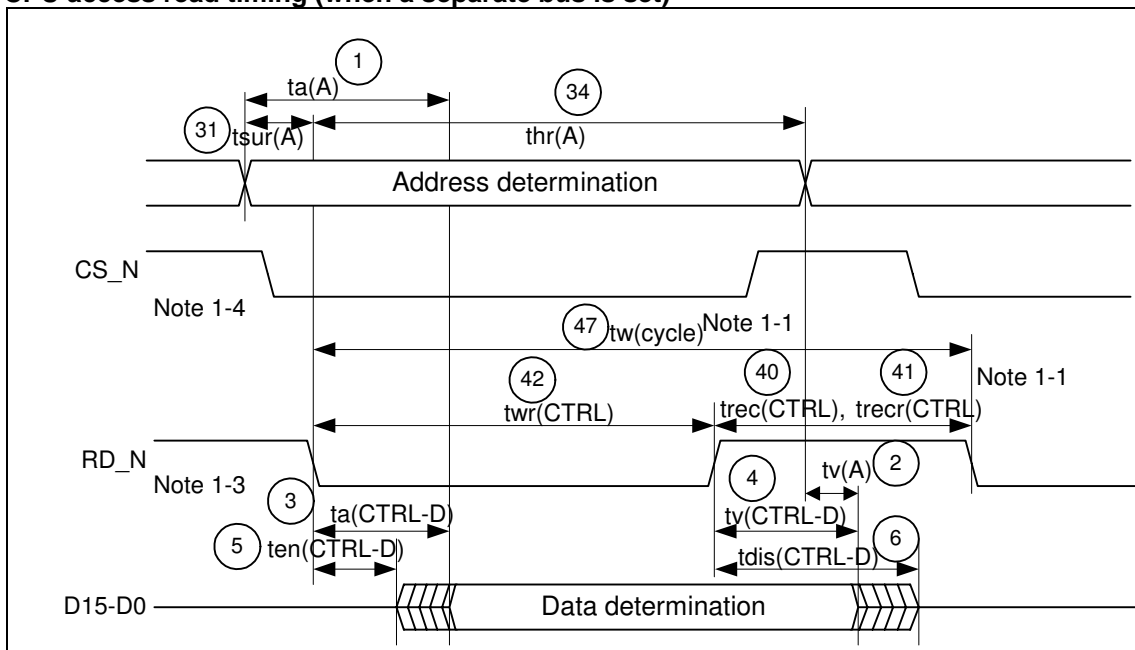 CPU access read timing (when a separate bus is set)
1
ta(A)
34
31
tsur(A)
thr(A)
Address determination
CS_N
Note 1-4
47
tw(cycle)
Note 1-1
42
40
41
Note 1-1
twr(CTRL)
trec(CTRL), trecr(CTRL)
RD_N
Note 1-3
4
tv(A)
2
3
ta(CTRL-D)
tv(CTRL-D)
5
ten(CTRL-D)
tdis(CTRL-D)
6
D15-D0
Data determination